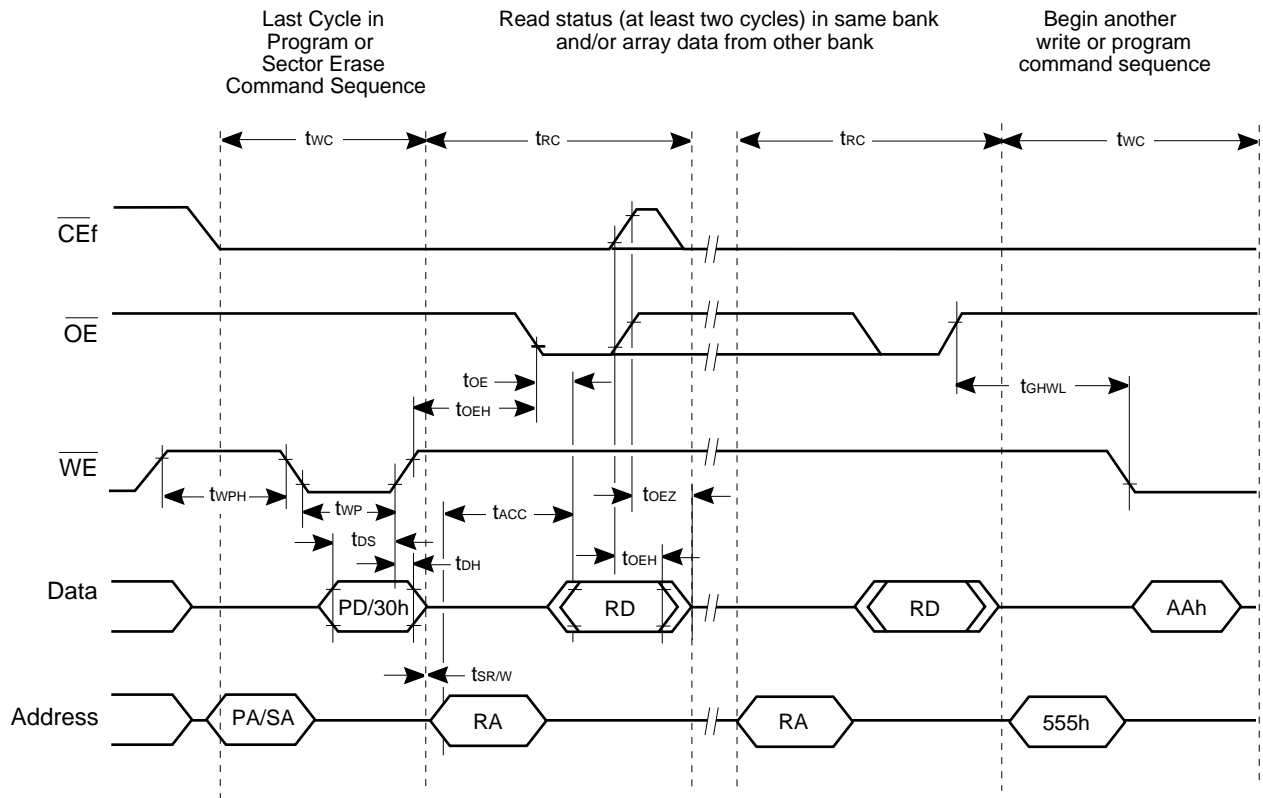 Last Cycle in
Program or
Sector Erase
Command Sequence
Read status (at least two cycles) in same bank
and/or array data from other bank
Begin another
write or program
command sequence
tWC
tRC
tRC
tWC
CEf
OE
tOE
tOEH
tGHWL
WE
tWPH
tWP
tACC
tOEZ
tDS
tDH
tOEH
Data
PD/30h
RD
RD
AAh
tSR/W
Address
PA/SA
RA
RA
555h